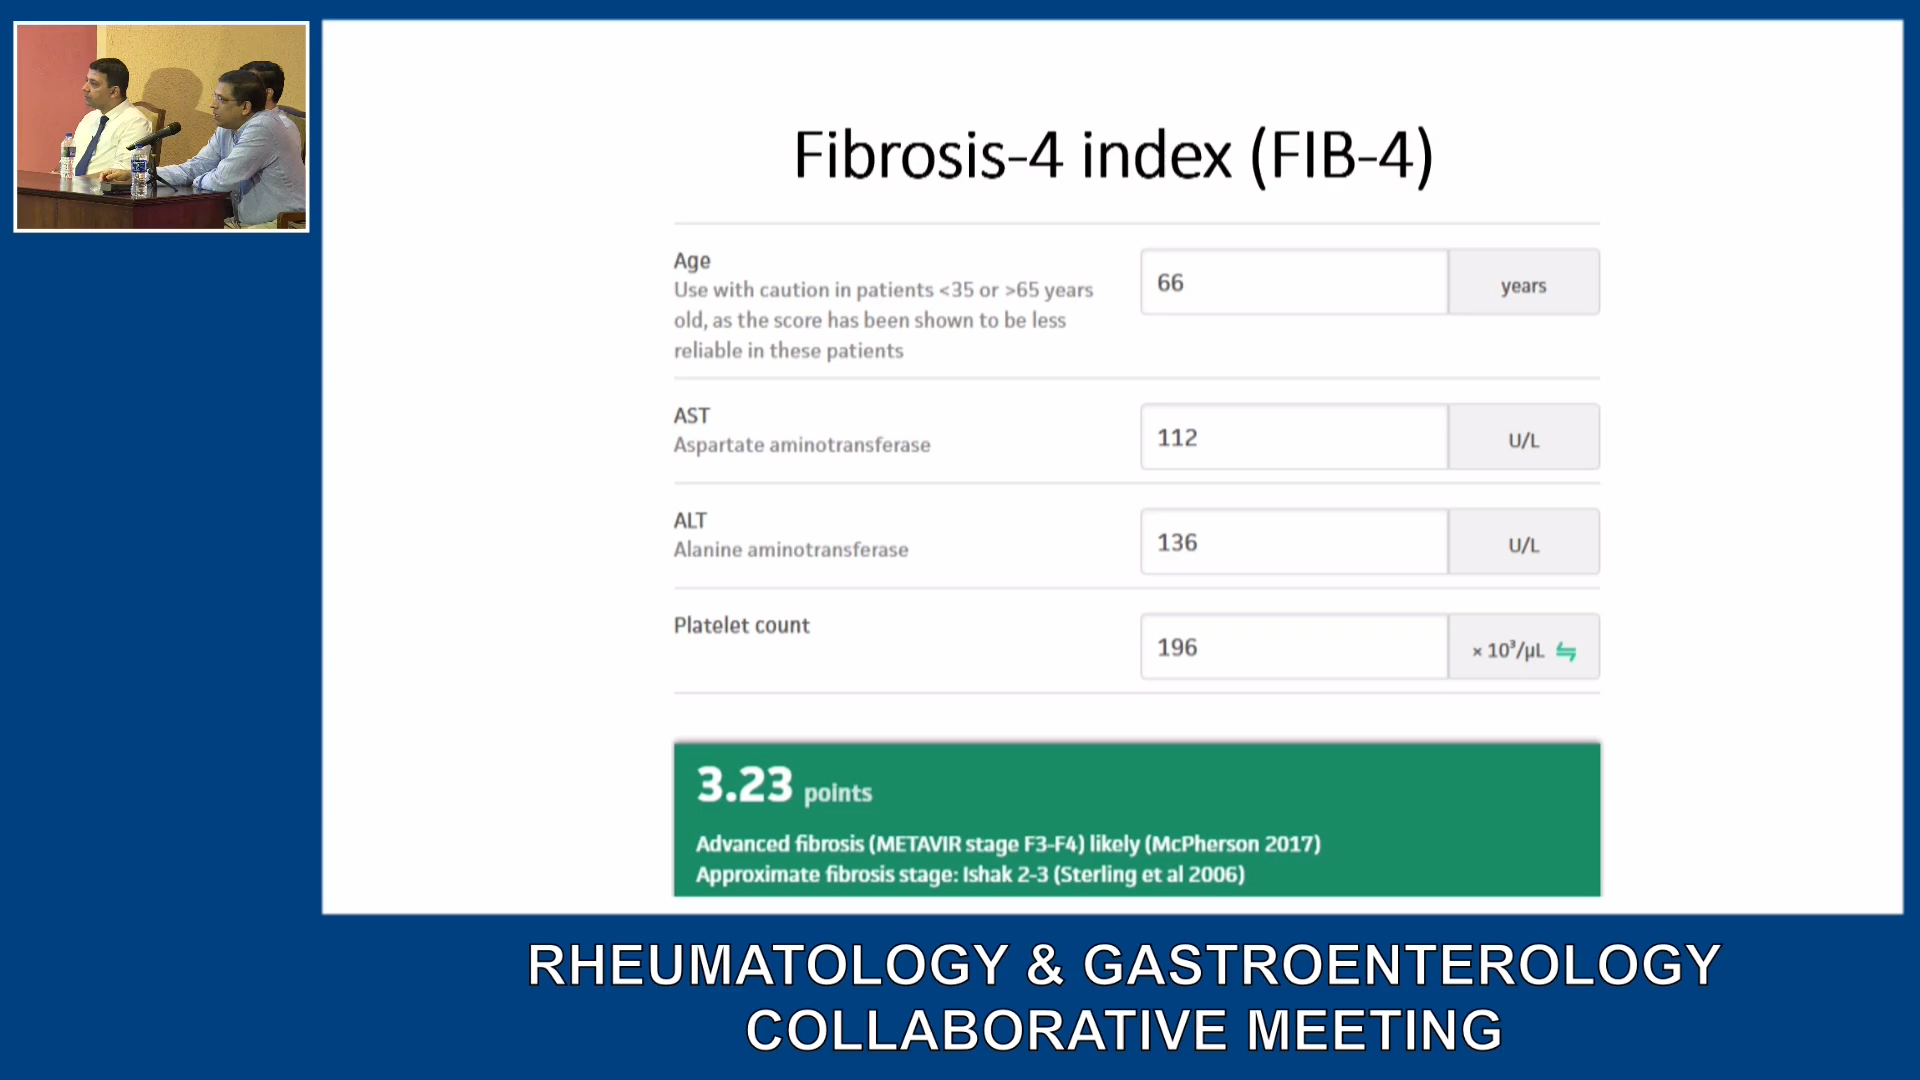 Fibrosis-4 index (FIB-4)
Age
Use with caution in patients <35 or >65 years
old, as the score has been shown to be less
reliable in these patients
66 years
AST
Aspartate aminotransferase
112 U/L
ALT
Alanine aminotransferase
136 U/L
Platelet count
196 × 10³/µL ⇋
3.23 points
Advanced fibrosis (METAVIR stage F3-F4) likely (McPherson 2017)
Approximate fibrosis stage: Ishak 2-3 (Sterling et al 2006)
RHEUMATOLOGY & GASTROENTEROLOGY
COLLABORATIVE MEETING